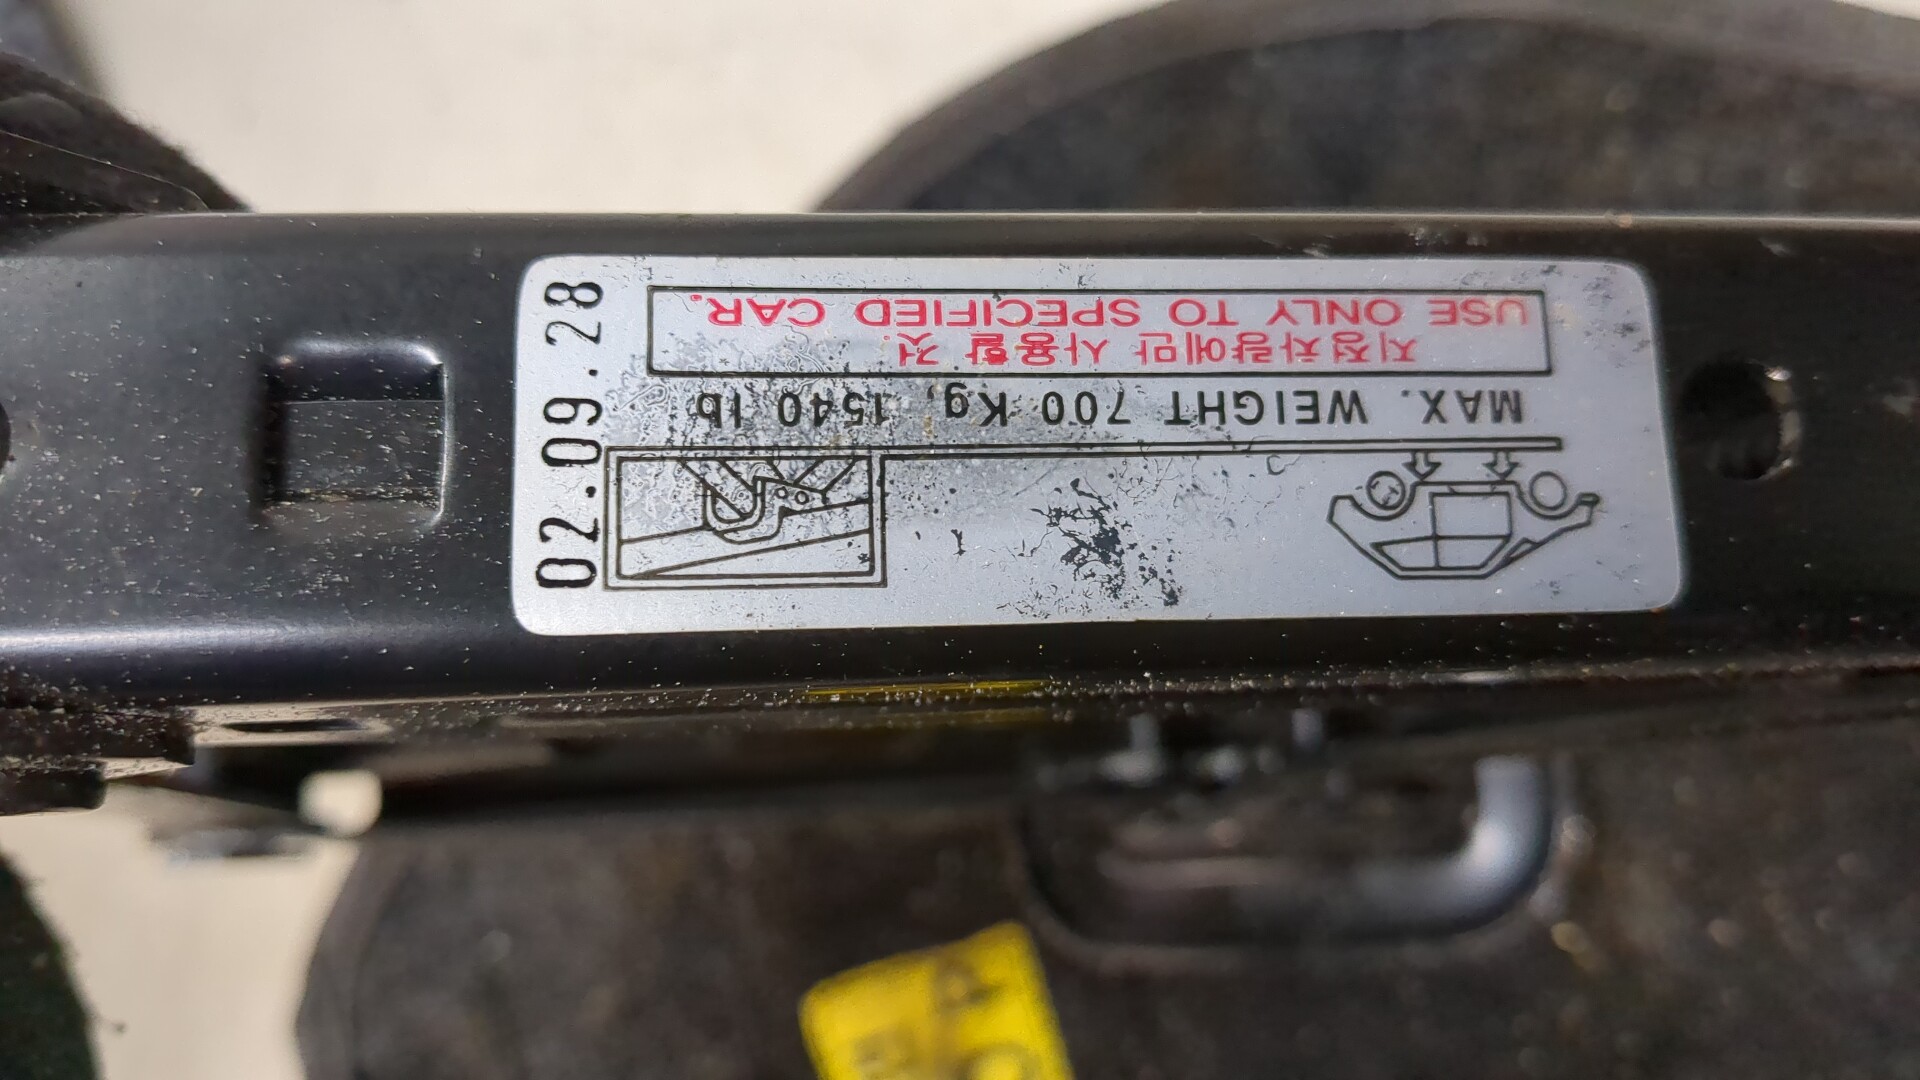 USE ONLY TO SPECIFIED CAR.
지정차량에만 사용할 것.
MAX. WEIGHT 700 Kg, 1540 lb
02.09.28